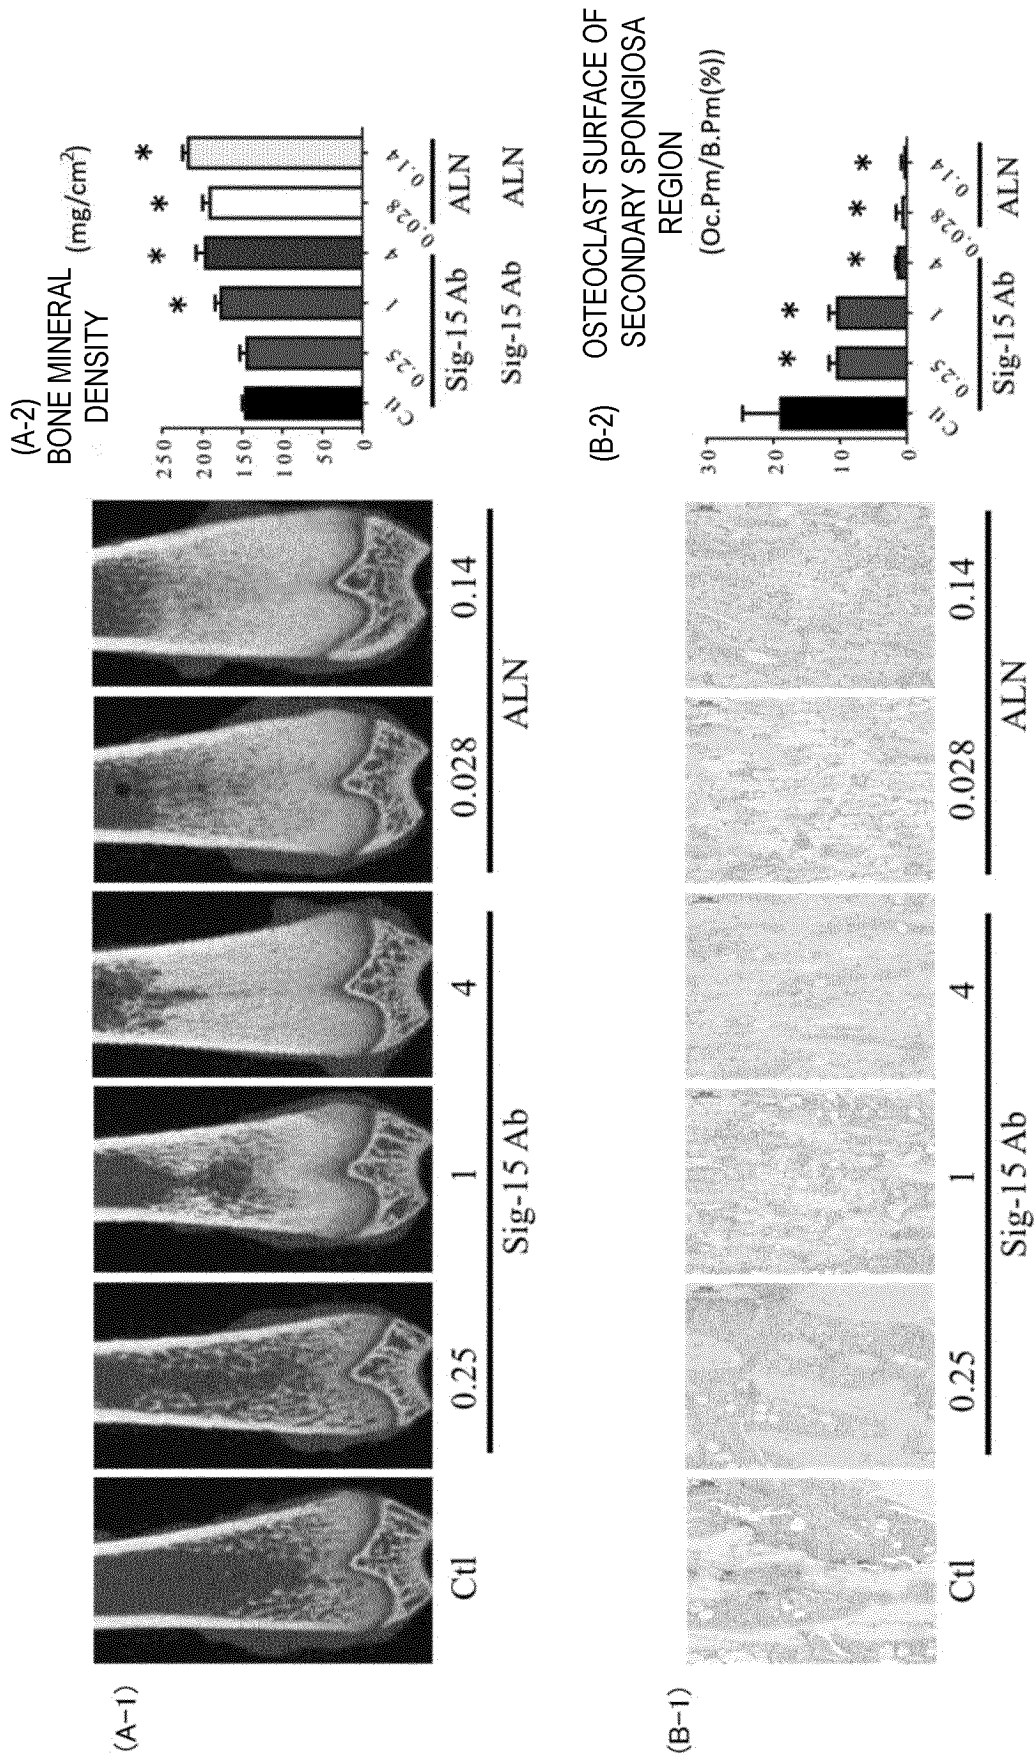 (A-1)
Ctl
0.25
1
4
0.028
0.14
Sig-15 Ab
ALN
(A-2)
BONE MINERAL
DENSITY
(mg/cm²)
250
200
150
100
50
0
*
*
*
*
Ctl
0.25
1
4
0.028
0.14
Sig-15 Ab
ALN
Sig-15 Ab
ALN
(B-1)
Ctl
0.25
1
4
0.028
0.14
Sig-15 Ab
ALN
(B-2)
OSTEOCLAST SURFACE OF
SECONDARY SPONGIOSA
REGION
(Oc.Pm/B.Pm(%))
30
20
10
0
*
*
*
*
*
Ctl
0.25
1
4
0.028
0.14
Sig-15 Ab
ALN